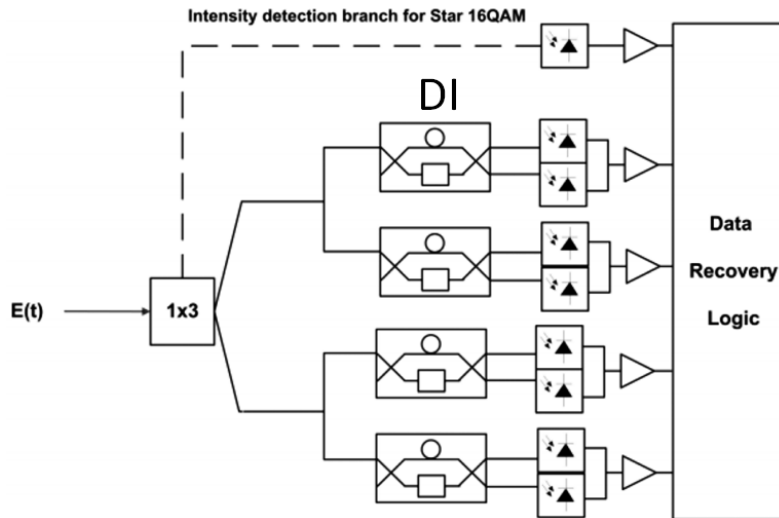 Intensity detection branch for Star 16QAM
DI
E(t)
1x3
Data
Recovery
Logic